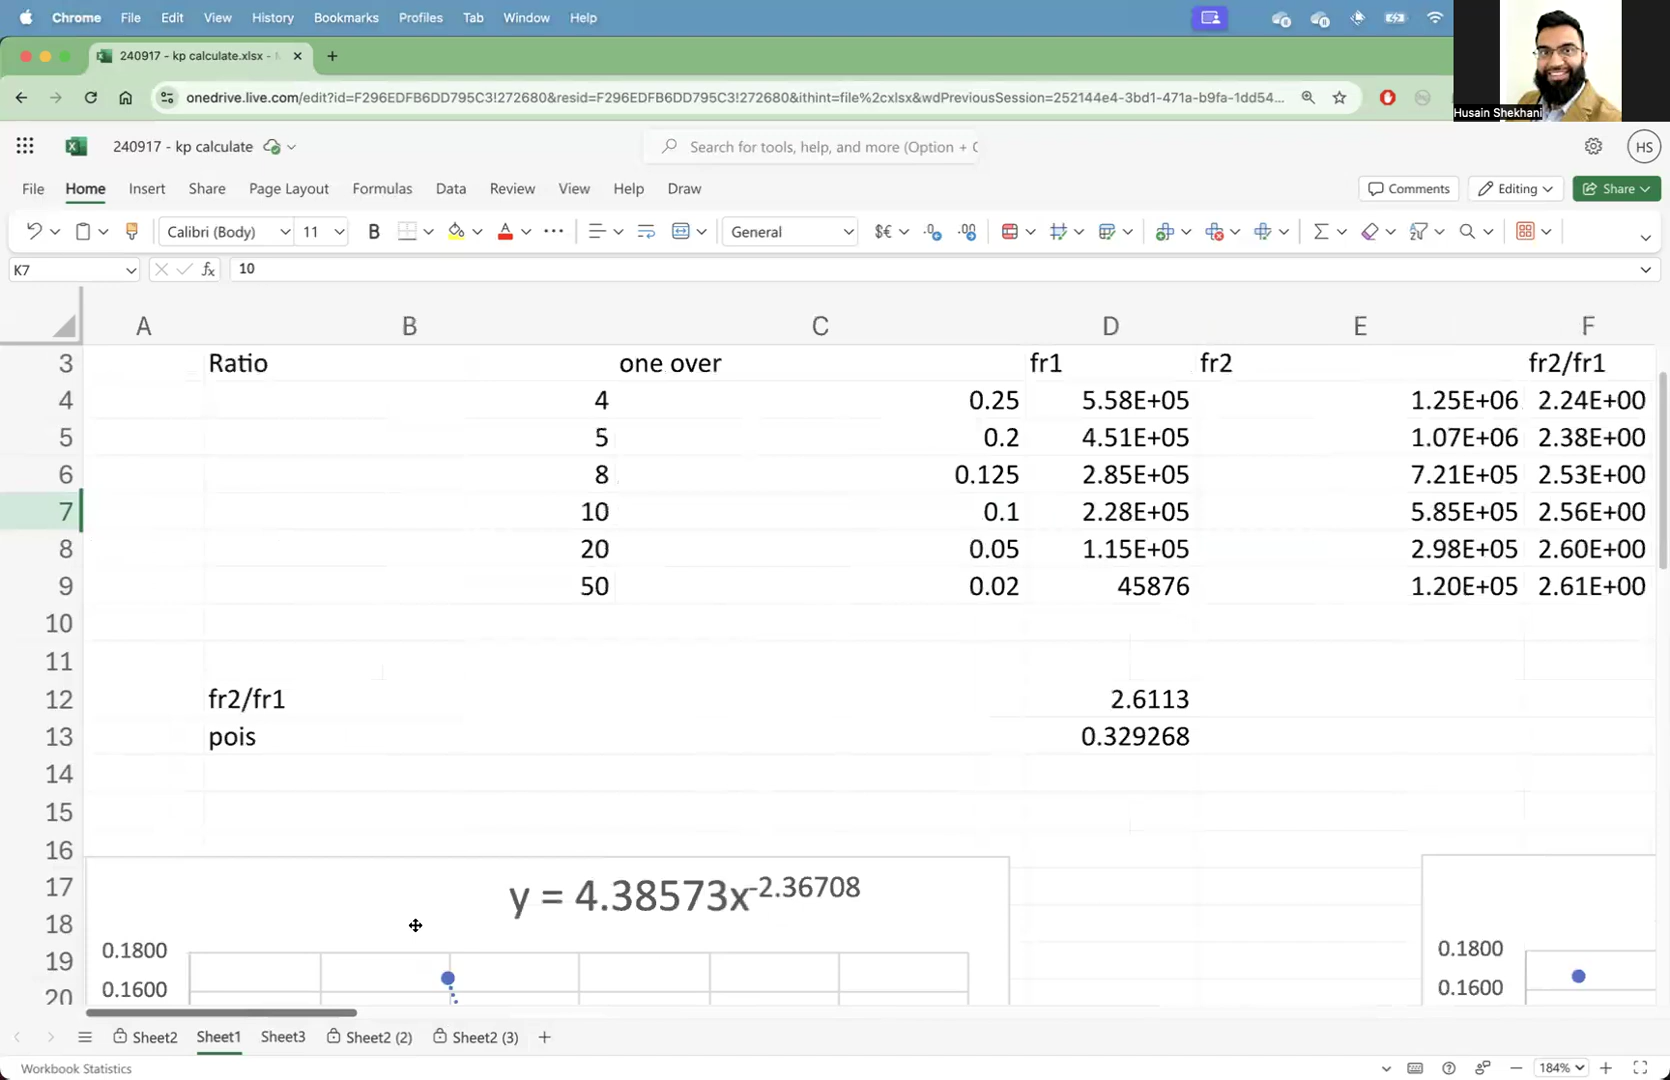 Chrome File Edit View History Bookmarks Profiles Tab Window Help
240917 - kp calculate.xlsx -
onedrive.live.com/edit?id=F296EDFB6DD795C3!272680&resid=F296EDFB6DD795C3!272680&ithint=file%2cxlsx&wdPreviousSession=252144e4-3bd1-471a-b9fa-1dd54...
Husain Shekhani
240917 - kp calculate
Search for tools, help, and more (Option +
HS
File Home Insert Share Page Layout Formulas Data Review View Help Draw
Comments Editing Share
Calibri (Body) 11 B A General $€
K7 fx 10
A B C D E F
3 Ratio one over fr1 fr2 fr2/fr1
4 4 0.25 5.58E+05 1.25E+06 2.24E+00
5 5 0.2 4.51E+05 1.07E+06 2.38E+00
6 8 0.125 2.85E+05 7.21E+05 2.53E+00
7 10 0.1 2.28E+05 5.85E+05 2.56E+00
8 20 0.05 1.15E+05 2.98E+05 2.60E+00
9 50 0.02 45876 1.20E+05 2.61E+00
10
11
12 fr2/fr1 2.6113
13 pois 0.329268
14
15
16
17 y = 4.38573x-2.36708
18
19 0.1800 0.1800
20 0.1600 0.1600
Sheet2 Sheet1 Sheet3 Sheet2 (2) Sheet2 (3)
Workbook Statistics 184%